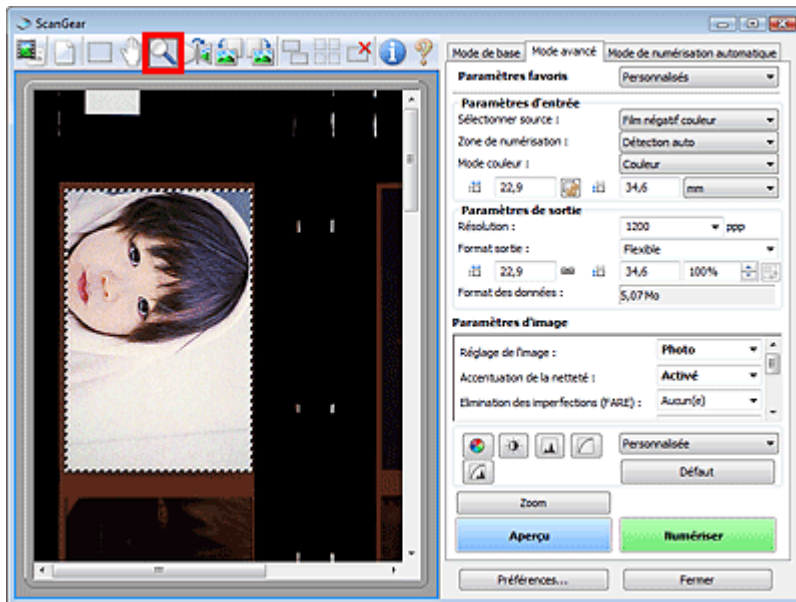 ScanGear
Mode de base Mode avancé Mode de numérisation automatique
Paramètres favoris Personnalisés
Paramètres d'entrée
Sélectionner source : Film négatif couleur
Zone de numérisation : Détection auto
Mode couleur : Couleur
22,9 34,6 mm
Paramètres de sortie
Résolution : 1200 ppp
Format sortie : Flexible
22,9 34,6 100%
Format des données : 5,07 Mo
Paramètres d'image
Réglage de l'image : Photo
Accentuation de la netteté : Activé
Elimination des imperfections (FARE) : Aucun(e)
Personnalisée
Défaut
Zoom
Aperçu Numériser
Préférences... Fermer